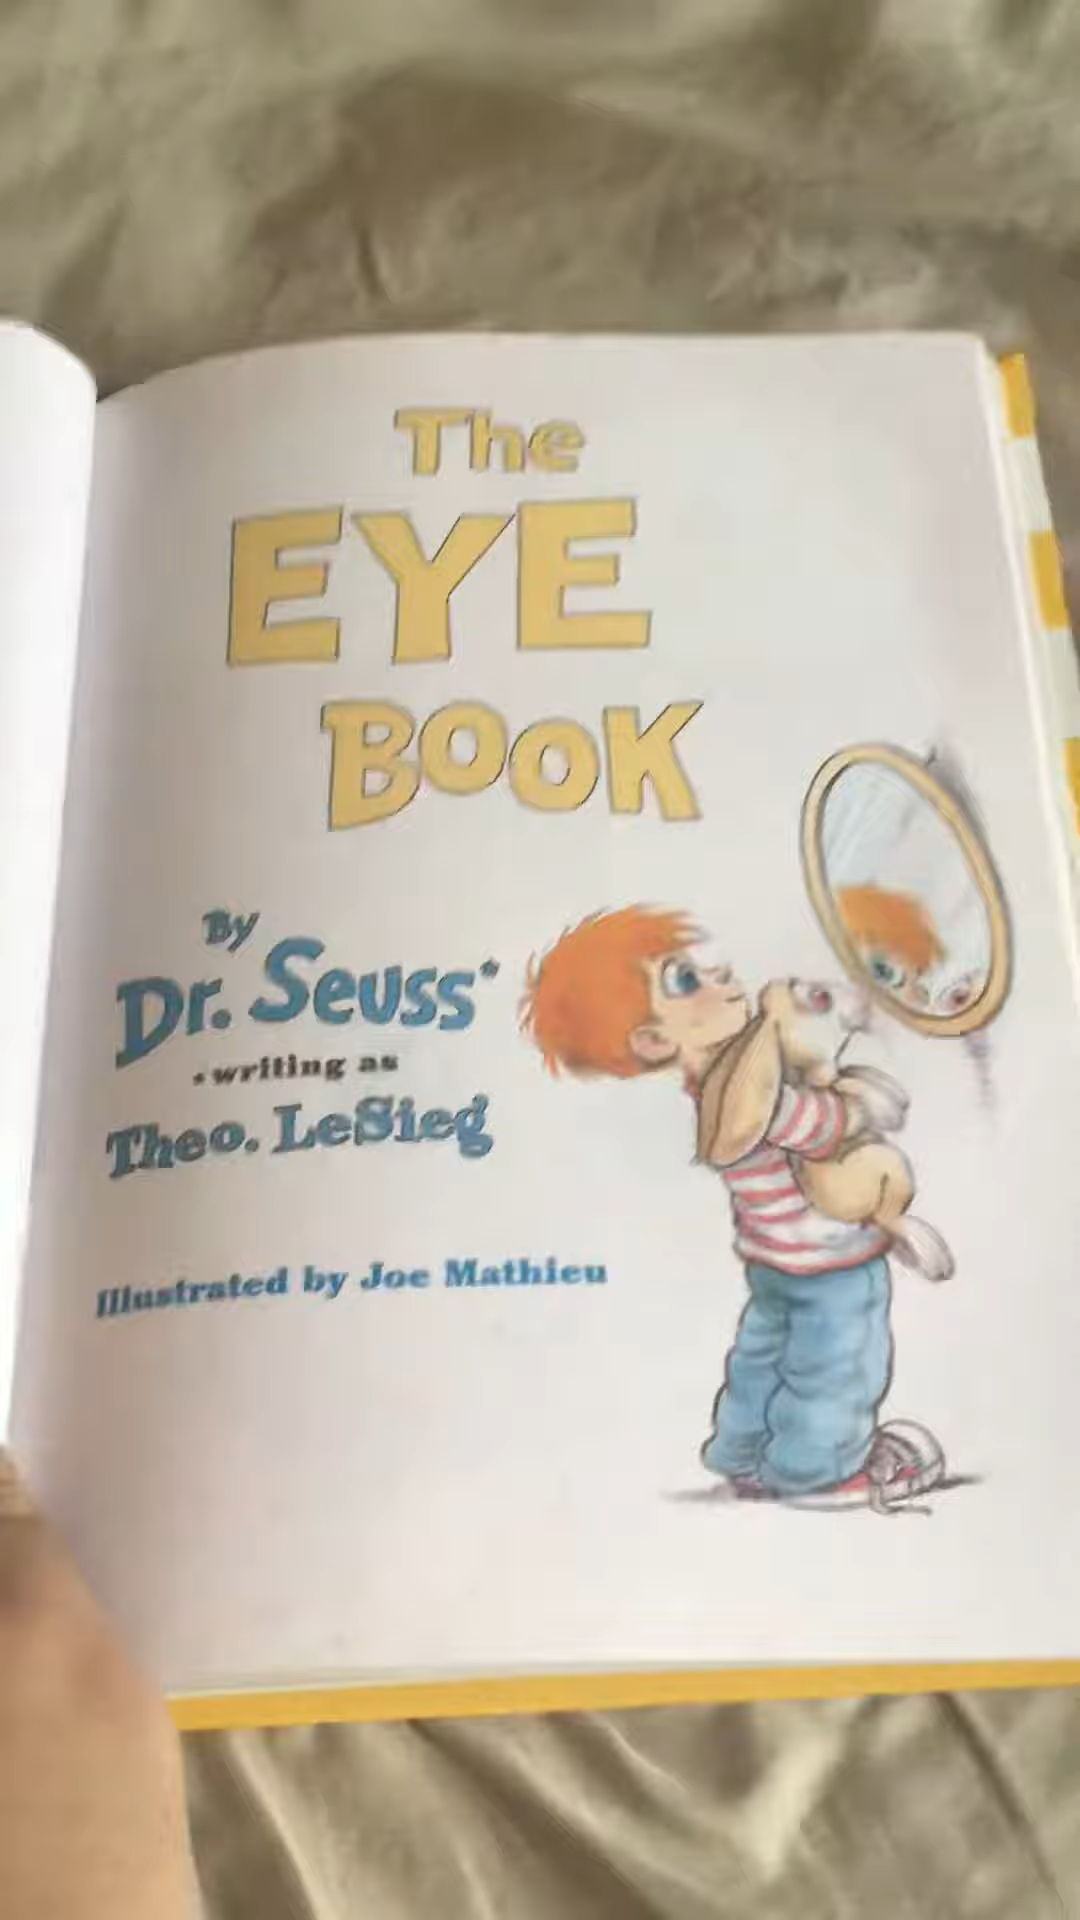 The
EYE
BOOK
By
Dr. Seuss*
*writing as
Theo. LeSieg
Illustrated by Joe Mathieu